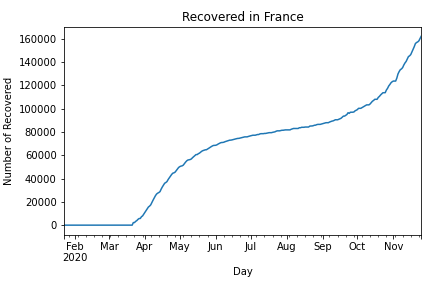 Recovered in France
160000
140000
120000
100000
80000
60000
40000
20000
0
Number of Recovered
Feb Mar Apr May Jun Jul Aug Sep Oct Nov
2020
Day